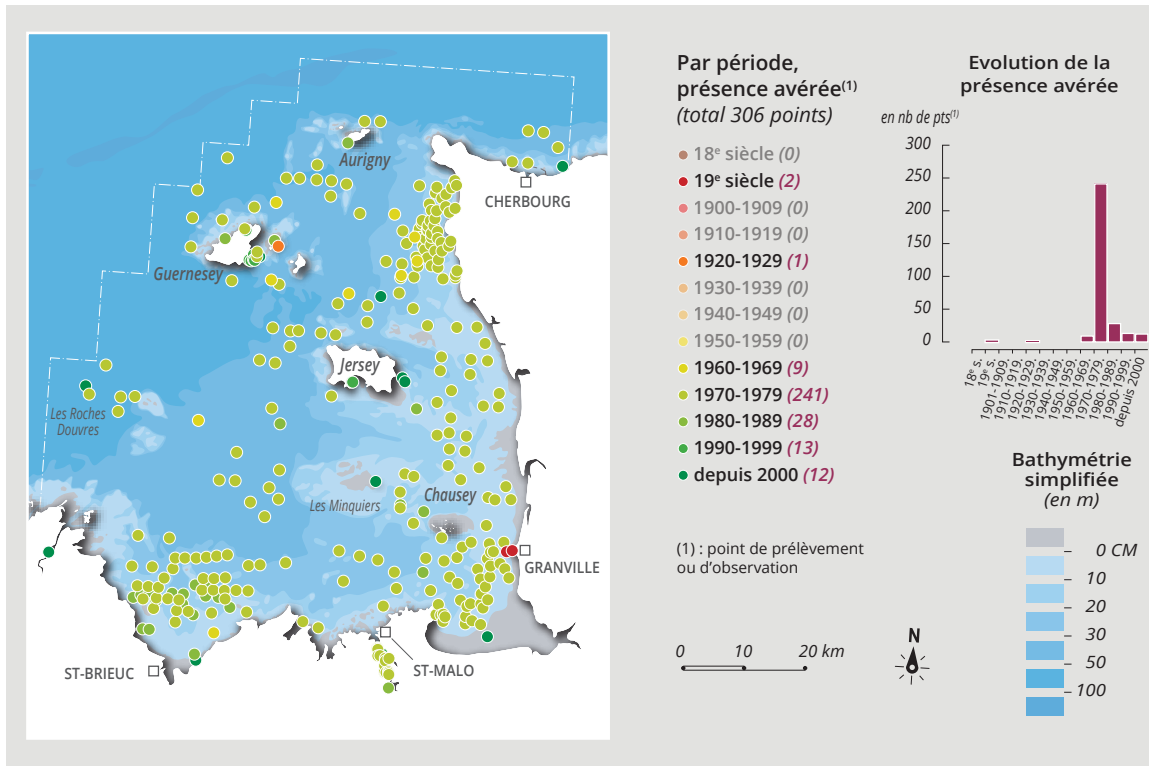 Aurigny
CHERBOURG
Guernesey
Jersey
Les Roches
Douvres
Les Minquiers
Chausey
GRANVILLE
ST-BRIEUC
ST-MALO
Par période,
présence avérée(1)
(total 306 points)
18e siècle (0)
19e siècle (2)
1900-1909 (0)
1910-1919 (0)
1920-1929 (1)
1930-1939 (0)
1940-1949 (0)
1950-1959 (0)
1960-1969 (9)
1970-1979 (241)
1980-1989 (28)
1990-1999 (13)
depuis 2000 (12)
(1) : point de prélèvement
ou d'observation
0 10 20 km
N
Evolution de la
présence avérée
en nb de pts(1)
300
250
200
150
100
50
0
18e s.
19e s.
1901-1909.
1910-1919.
1920-1929.
1930-1939.
1940-1949.
1950-1959.
1960-1969.
1970-1979.
1980-1989.
1990-1999.
depuis 2000
Bathymétrie
simplifiée
(en m)
0 CM
10
20
30
50
100